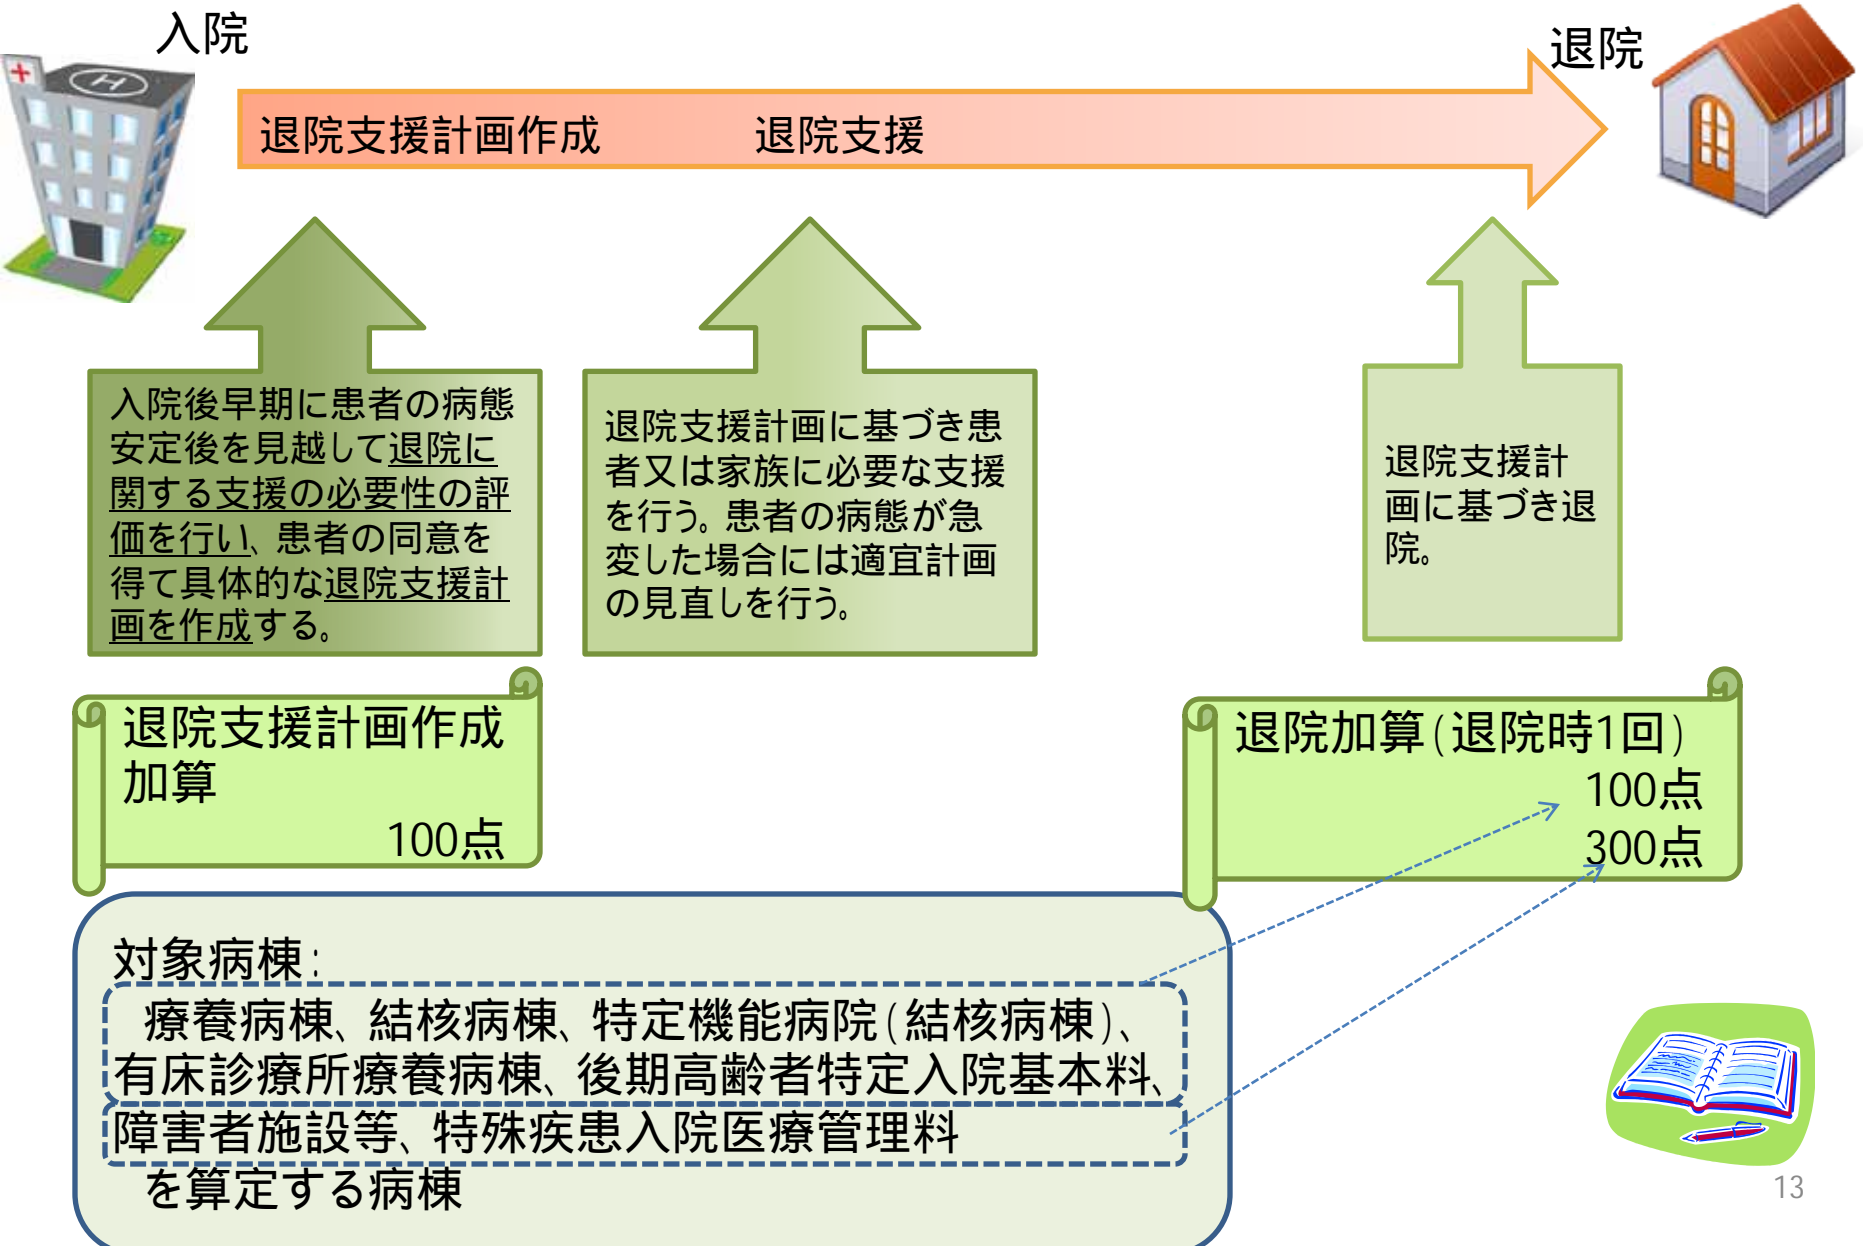 入院
退院
退院支援計画作成 退院支援
入院後早期に患者の病態
安定後を見越して退院に
関する支援の必要性の評
価を行い、患者の同意を
得て具体的な退院支援計
画を作成する。
退院支援計画に基づき患
者又は家族に必要な支援
を行う。患者の病態が急
変した場合には適宜計画
の見直しを行う。
退院支援計
画に基づき退
院。
退院支援計画作成
加算
100点
退院加算(退院時1回)
100点
300点
対象病棟:
療養病棟、結核病棟、特定機能病院(結核病棟)、
有床診療所療養病棟、後期高齢者特定入院基本料、
障害者施設等、特殊疾患入院医療管理料
を算定する病棟
13
H